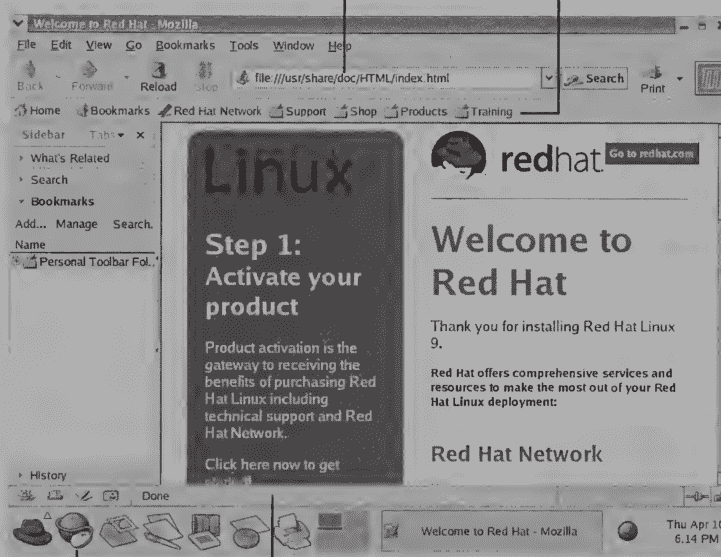 Welcome to Red Hat - Mozilla
File Edit View Go Bookmarks Tools Window Help
Back Forward Reload Stop file:///usr/share/doc/HTML/index.html Search Print
Home Bookmarks Red Hat Network Support Shop Products Training
Sidebar Tabs
What's Related
Search
Bookmarks
Add... Manage Search.
Name
Personal Toolbar Fol..
History
Linux
Step 1:
Activate your
product
Product activation is the
gateway to receiving the
benefits of purchasing Red
Hat Linux including
technical support and Red
Hat Network.
Click here now to get
redhat. Go to redhat.com
Welcome to
Red Hat
Thank you for installing Red Hat Linux
9.
Red Hat offers comprehensive services and
resources to make the most out of your Red
Hat Linux deployment:
Red Hat Network
Done
Welcome to Red Hat - Mozilla
Thu Apr 10
6.14 PM